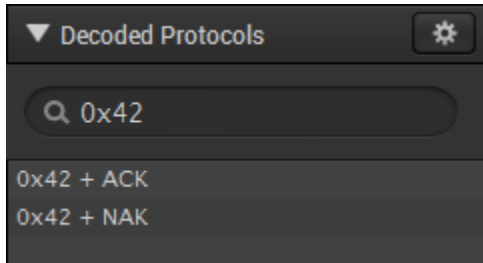 Decoded Protocols
0x42
0x42 + ACK
0x42 + NAK